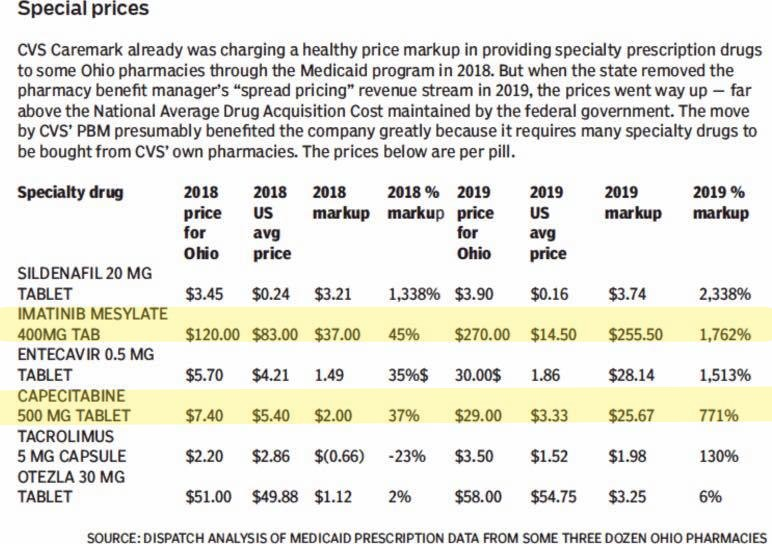 Special prices
CVS Caremark already was charging a healthy price markup in providing specialty prescription drugs
to some Ohio pharmacies through the Medicaid program in 2018. But when the state removed the
pharmacy benefit manager's “spread pricing” revenue stream in 2019, the prices went way up — far
above the National Average Drug Acquisition Cost maintained by the federal government. The move
by CVS' PBM presumably benefited the company greatly because it requires many specialty drugs to
be bought from CVS' own pharmacies. The prices below are per pill.
Specialty drug 2018 2018 2018 2018 % 2019 2019 2019 2019 %
price US markup markup price US markup markup
for avg for avg
Ohio price Ohio price
SILDENAFIL 20 MG
TABLET $3.45 $0.24 $3.21 1,338% $3.90 $0.16 $3.74 2,338%
IMATINIB MESYLATE
400MG TAB $120.00 $83.00 $37.00 45% $270.00 $14.50 $255.50 1,762%
ENTECAVIR 0.5 MG
TABLET $5.70 $4.21 1.49 35%$ 30.00$ 1.86 $28.14 1,513%
CAPECITABINE
500 MG TABLET $7.40 $5.40 $2.00 37% $29.00 $3.33 $25.67 771%
TACROLIMUS
5 MG CAPSULE $2.20 $2.86 $(0.66) -23% $3.50 $1.52 $1.98 130%
OTEZLA 30 MG
TABLET $51.00 $49.88 $1.12 2% $58.00 $54.75 $3.25 6%
SOURCE: DISPATCH ANALYSIS OF MEDICAID PRESCRIPTION DATA FROM SOME THREE DOZEN OHIO PHARMACIES